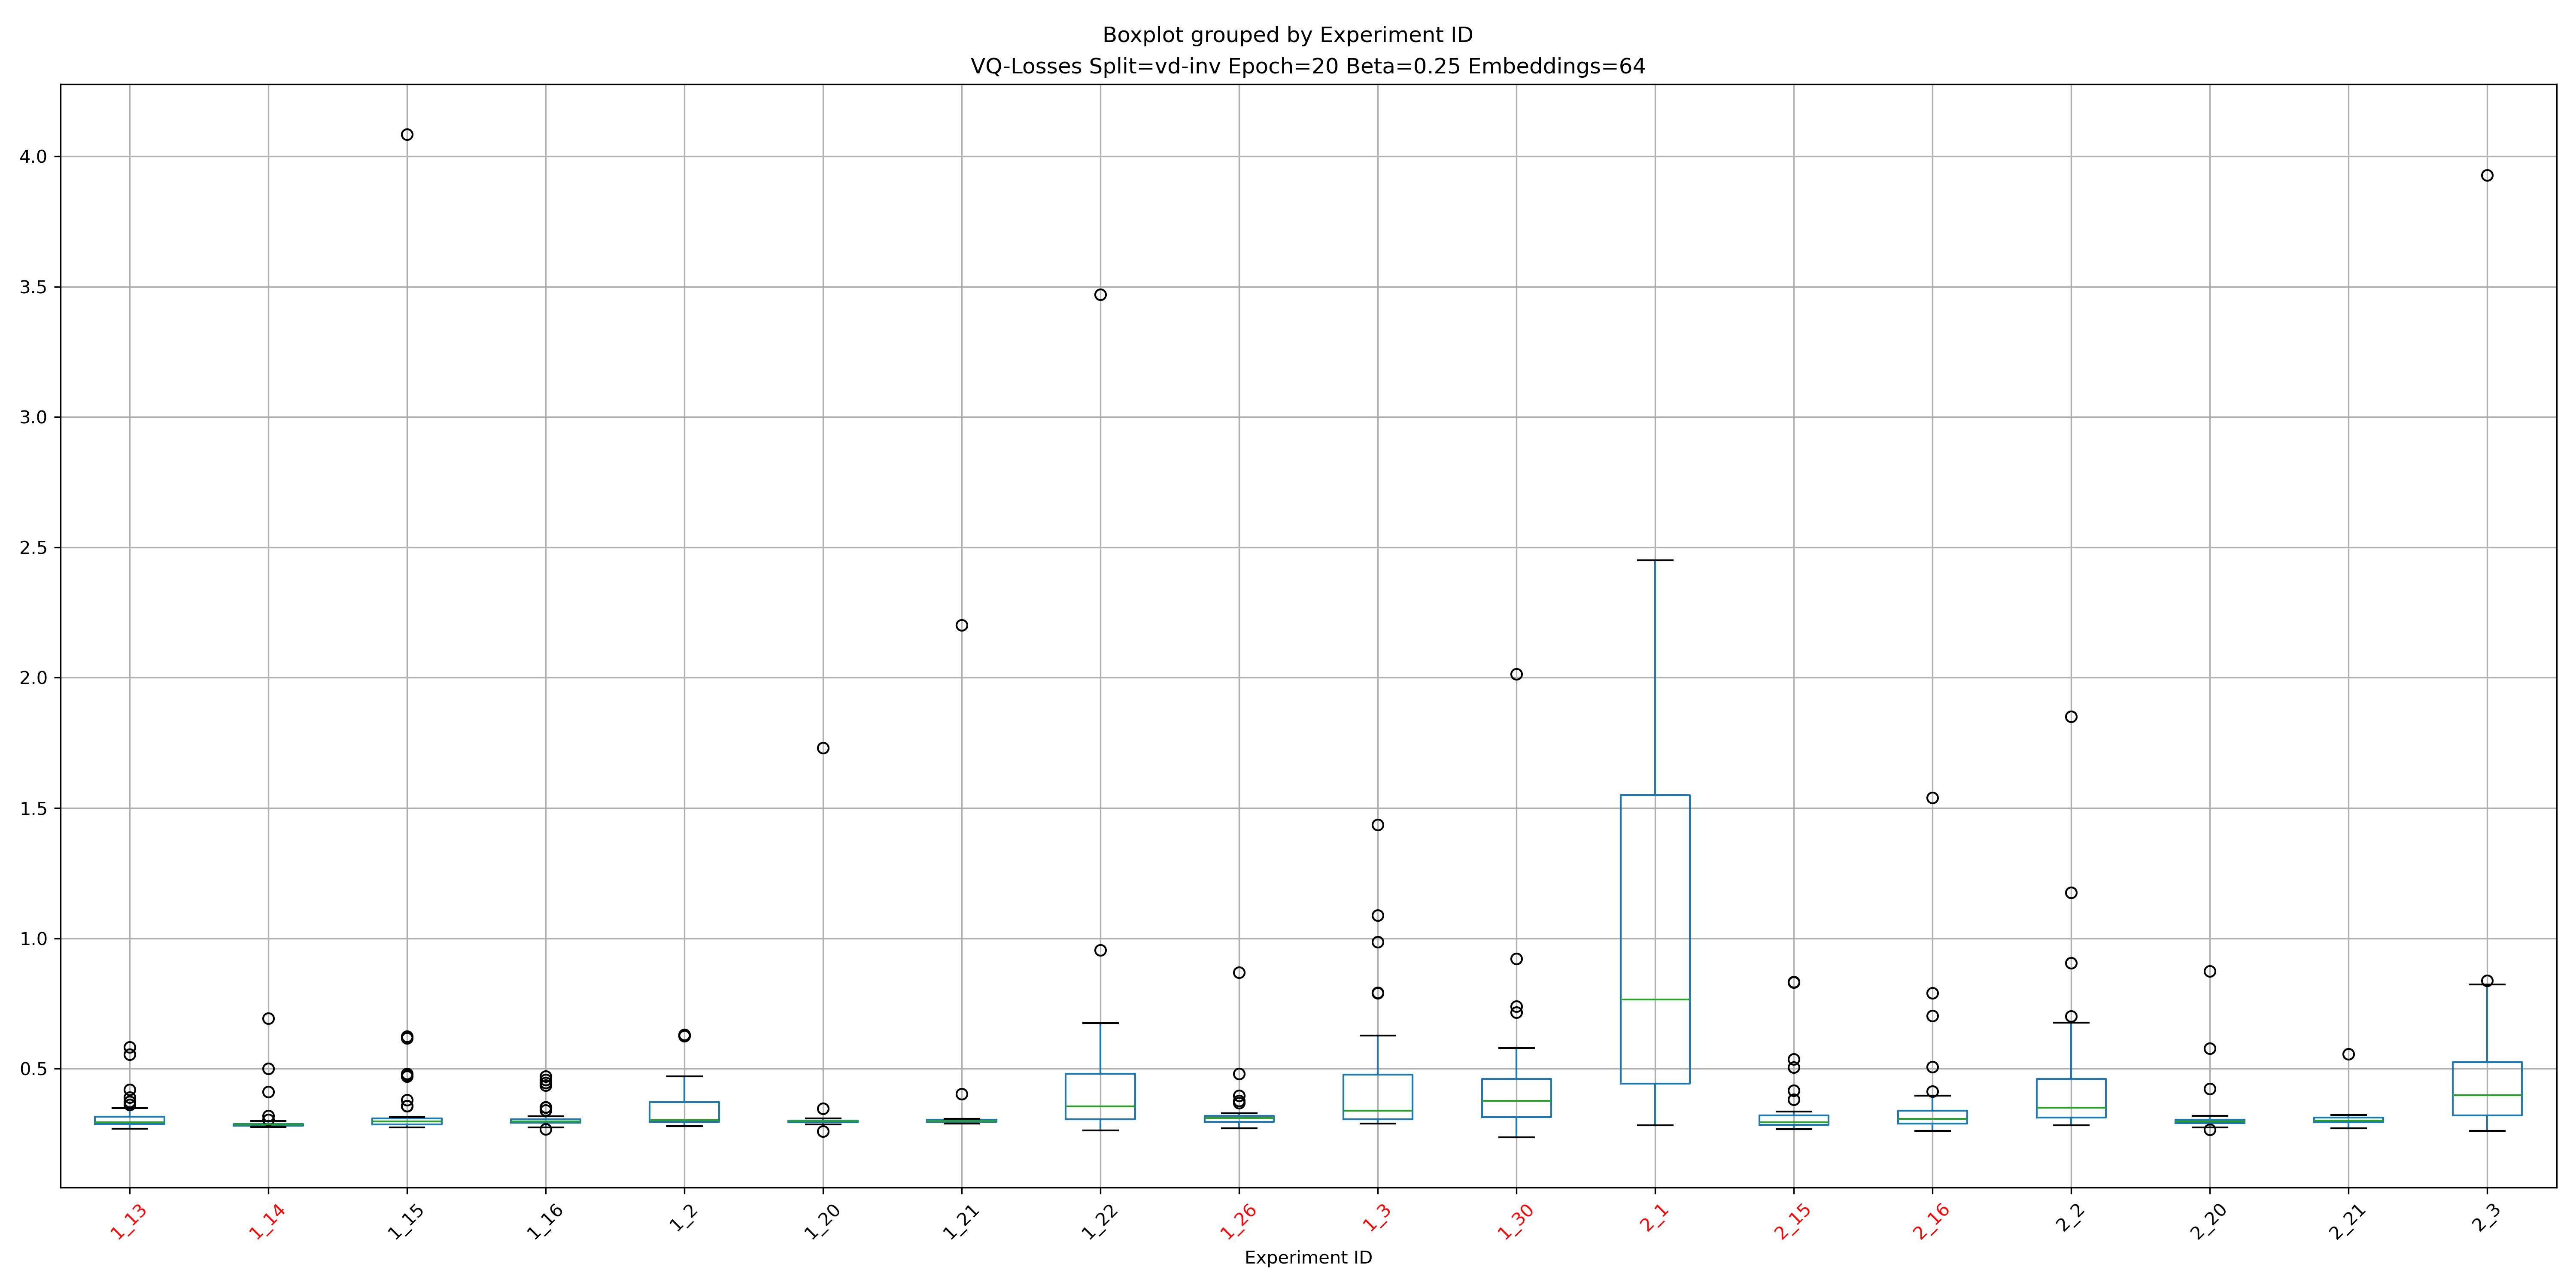 Boxplot grouped by Experiment ID
VQ-Losses Split=vd-inv Epoch=20 Beta=0.25 Embeddings=64
4.0
3.5
3.0
2.5
2.0
1.5
1.0
0.5
1_13 1_14 1_15 1_16 1_2 1_20 1_21 1_22 1_26 1_3 1_30 2_1 2_15 2_16 2_2 2_20 2_21 2_3
Experiment ID